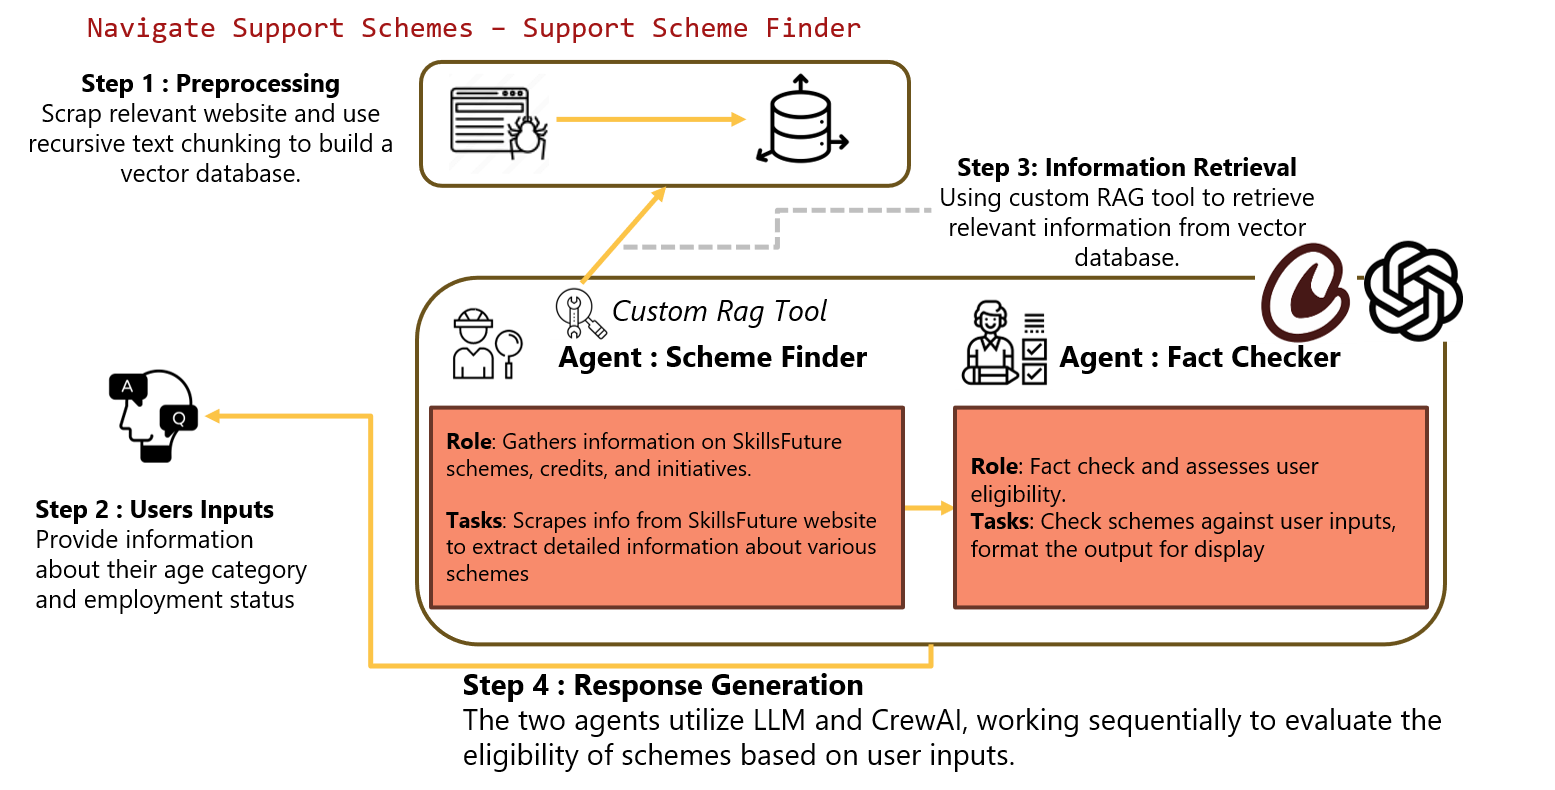 Navigate Support Schemes – Support Scheme Finder
Step 1 : Preprocessing
Scrap relevant website and use
recursive text chunking to build a
vector database.
Step 3: Information Retrieval
Using custom RAG tool to retrieve
relevant information from vector
database.
Custom Rag Tool
Agent : Scheme Finder
Agent : Fact Checker
A
Q
Role: Gathers information on SkillsFuture
schemes, credits, and initiatives.
Tasks: Scrapes info from SkillsFuture website
to extract detailed information about various
schemes
Role: Fact check and assesses user
eligibility.
Tasks: Check schemes against user inputs,
format the output for display
Step 2 : Users Inputs
Provide information
about their age category
and employment status
Step 4 : Response Generation
The two agents utilize LLM and CrewAI, working sequentially to evaluate the
eligibility of schemes based on user inputs.